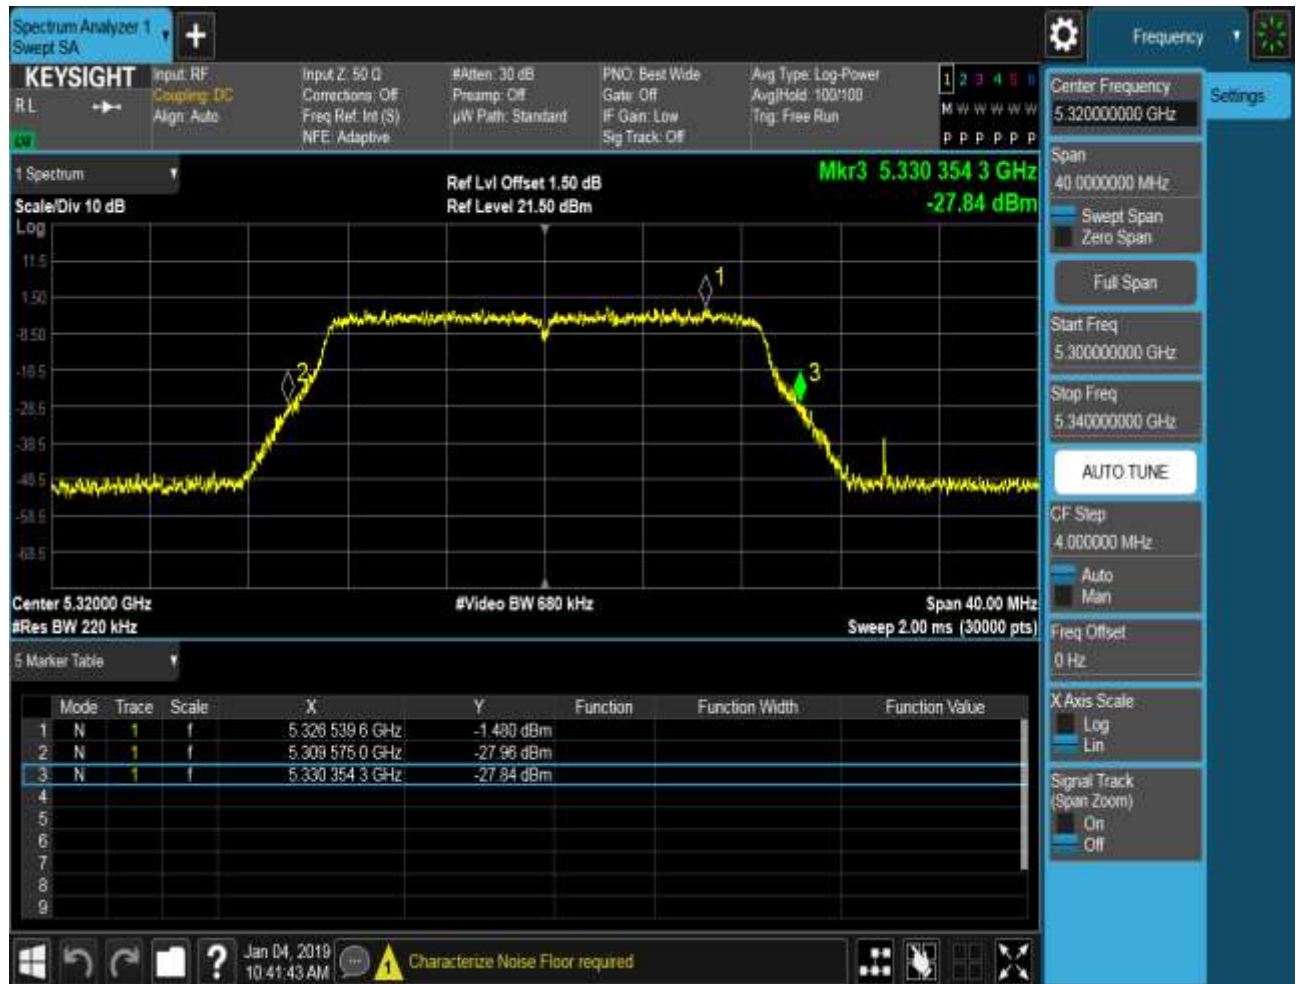 Spectrum Analyzer 1
Swept SA
+
Frequency
KEYSIGHT
R L
Input: RF
Coupling: DC
Align: Auto
Input Z: 50 Ω
Corrections: Off
Freq Ref: Int (S)
NFE: Adaptive
#Atten: 30 dB
Preamp: Off
µW Path: Standard
PNO: Best Wide
Gate: Off
IF Gain: Low
Sig Track: Off
Avg Type: Log-Power
Avg|Hold: 100/100
Trig: Free Run
1 2 3 4 5 6
M W W W W W
P P P P P P
1 Spectrum
Scale/Div 10 dB
Ref Lvl Offset 1.50 dB
Ref Level 21.50 dBm
Mkr3 5.330 354 3 GHz
-27.84 dBm
Log
11.5
1.50
-8.50
-18.5
-28.5
-38.5
-48.5
-58.5
-68.5
1
2
3
Center 5.32000 GHz
#Res BW 220 kHz
#Video BW 680 kHz
Span 40.00 MHz
Sweep 2.00 ms (30000 pts)
5 Marker Table
Mode Trace Scale X Y Function Function Width Function Value
1 N 1 f 5.326 539 6 GHz -1.480 dBm
2 N 1 f 5.309 575 0 GHz -27.96 dBm
3 N 1 f 5.330 354 3 GHz -27.84 dBm
4
5
6
7
8
9
Center Frequency
5.320000000 GHz
Settings
Span
40.0000000 MHz
Swept Span
Zero Span
Full Span
Start Freq
5.300000000 GHz
Stop Freq
5.340000000 GHz
AUTO TUNE
CF Step
4.000000 MHz
Auto
Man
Freq Offset
0 Hz
X Axis Scale
Log
Lin
Signal Track
(Span Zoom)
On
Off
?
Jan 04, 2019
10:41:43 AM
1
Characterize Noise Floor required